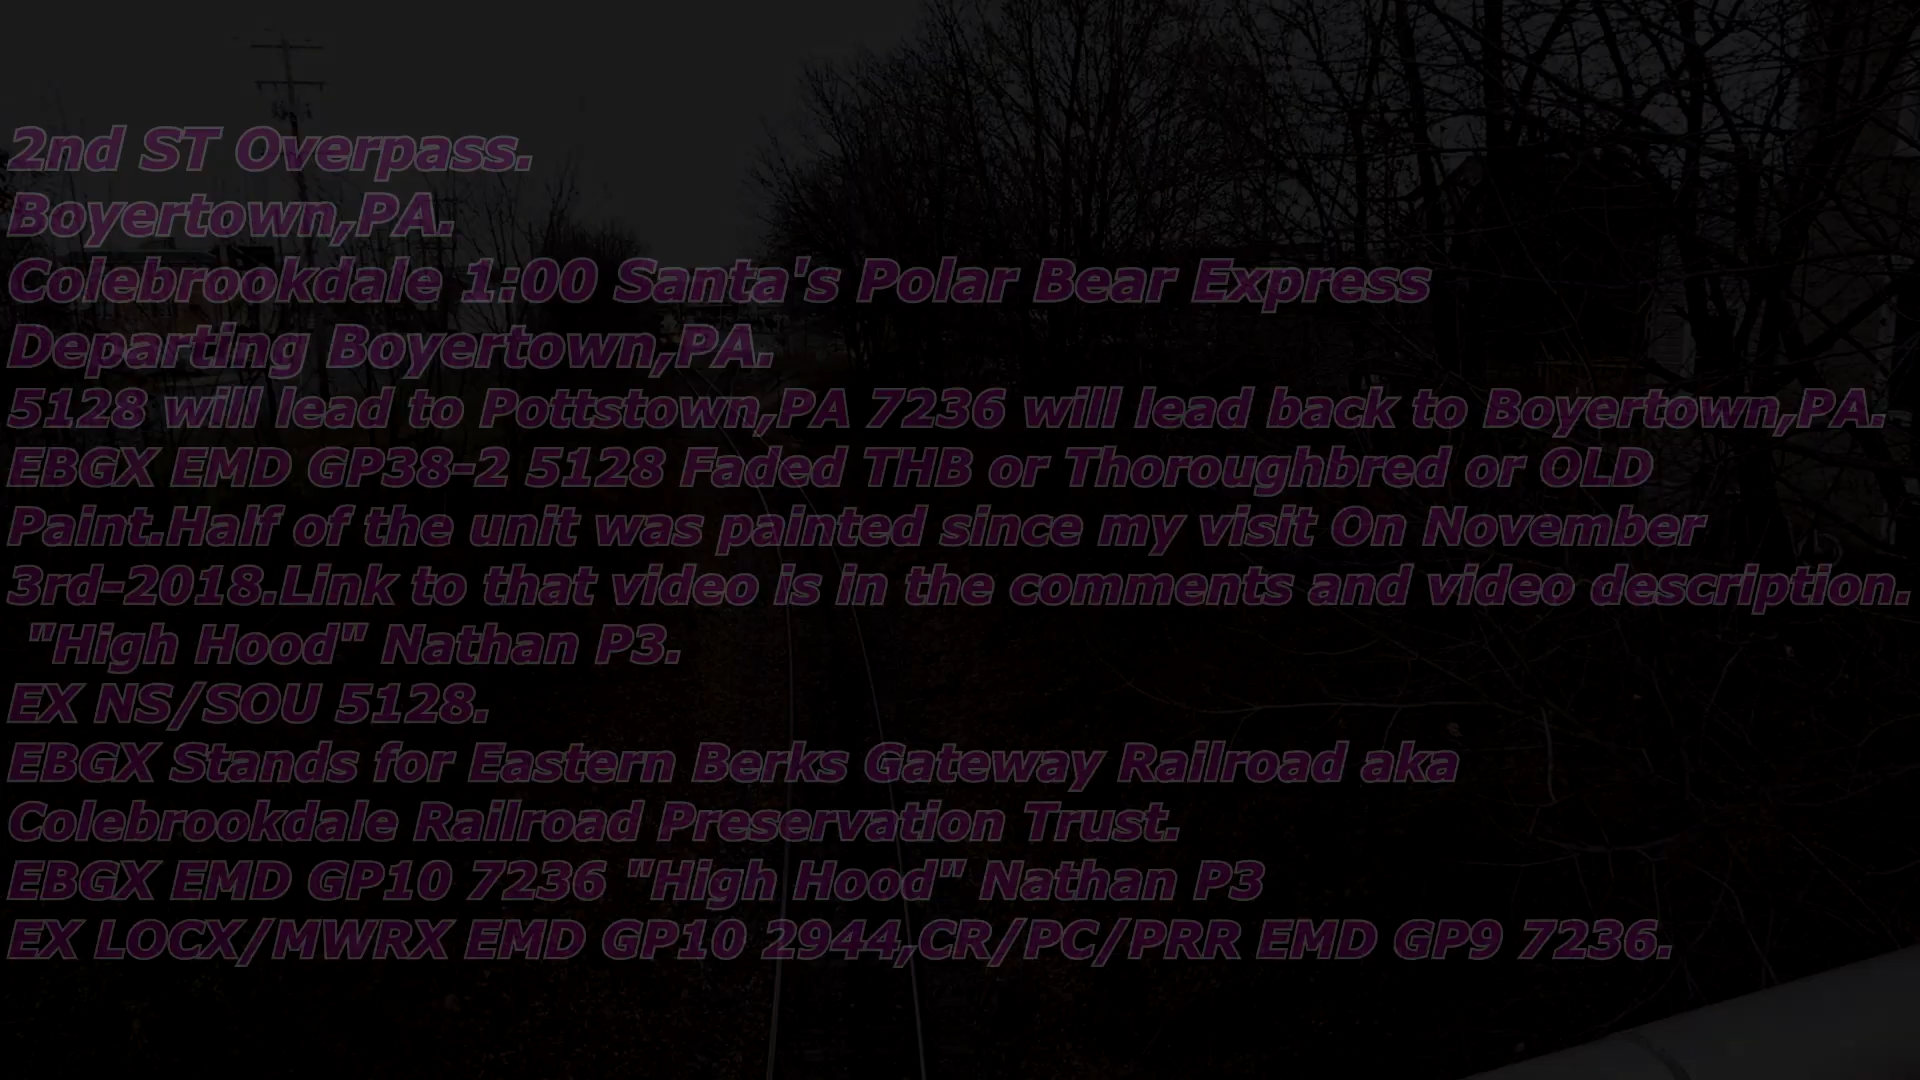 2nd ST Overpass.
Boyertown,PA.
Colebrookdale 1:00 Santa's Polar Bear Express
Departing Boyertown,PA.
5128 will lead to Pottstown,PA 7236 will lead back to Boyertown,PA.
EBGX EMD GP38-2 5128 Faded THB or Thoroughbred or OLD
Paint.Half of the unit was painted since my visit On November
3rd-2018.Link to that video is in the comments and video description.
"High Hood" Nathan P3.
EX NS/SOU 5128.
EBGX Stands for Eastern Berks Gateway Railroad aka
Colebrookdale Railroad Preservation Trust.
EBGX EMD GP10 7236 "High Hood" Nathan P3
EX LOCX/MWRX EMD GP10 2944,CR/PC/PRR EMD GP9 7236.